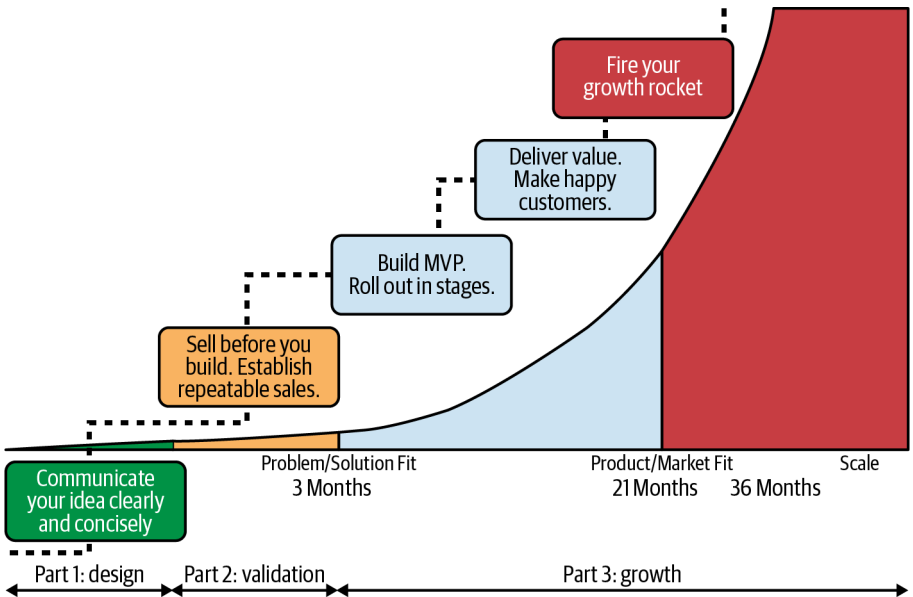 Fire your
growth rocket
Deliver value.
Make happy
customers.
Build MVP.
Roll out in stages.
Sell before you
build. Establish
repeatable sales.
Communicate
your idea clearly
and concisely
Problem/Solution Fit
3 Months
Product/Market Fit
21 Months
Scale
36 Months
Part 1: design
Part 2: validation
Part 3: growth